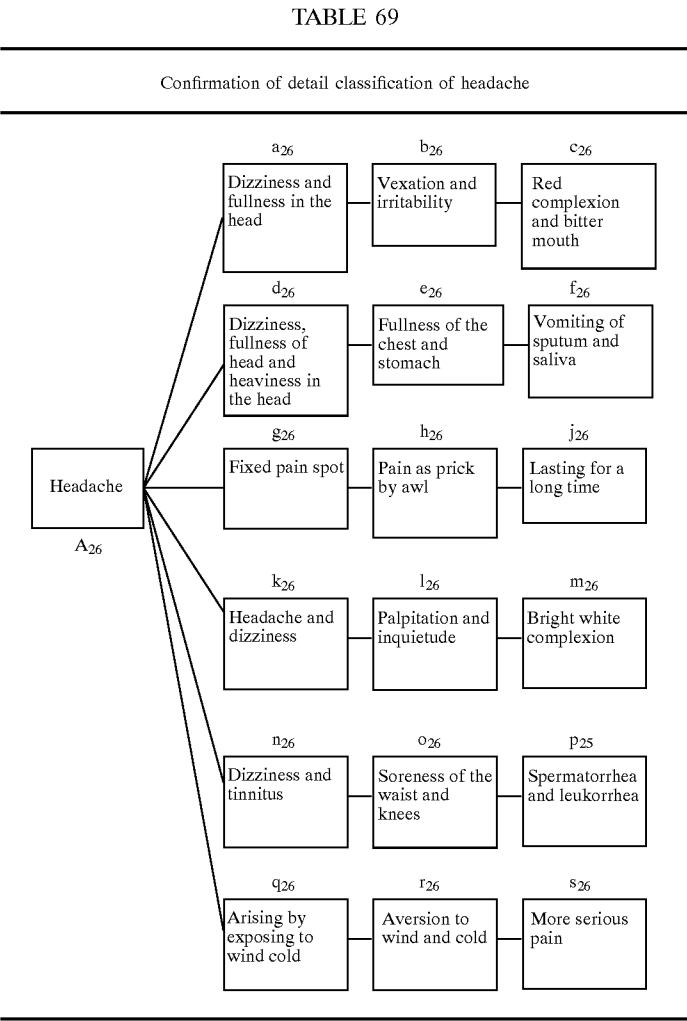 TABLE 69
Confirmation of detail classification of headache
a26
b26
c26
Dizziness and
fullness in the
head
Vexation and
irritability
Red
complexion
and bitter
mouth
d26
e26
f26
Dizziness,
fullness of
head and
heaviness in
the head
Fullness of the
chest and
stomach
Vomiting of
sputum and
saliva
g26
h26
j26
Headache
A26
Fixed pain spot
Pain as prick
by awl
Lasting for a
long time
k26
l26
m26
Headache and
dizziness
Palpitation and
inquietude
Bright white
complexion
n26
o26
p25
Dizziness and
tinnitus
Soreness of the
waist and
knees
Spermatorrhea
and leukorrhea
q26
r26
s26
Arising by
exposing to
wind cold
Aversion to
wind and cold
More serious
pain